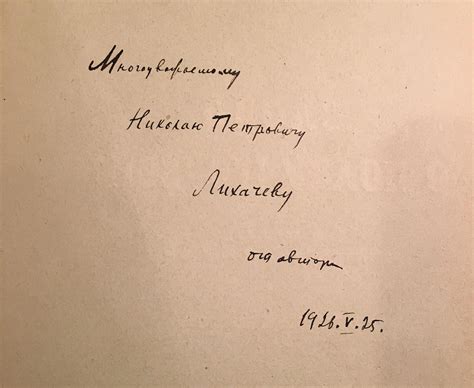 Многоуважаемому
Николаю Петровичу
Лихачеву
от автора
1926.V.25.